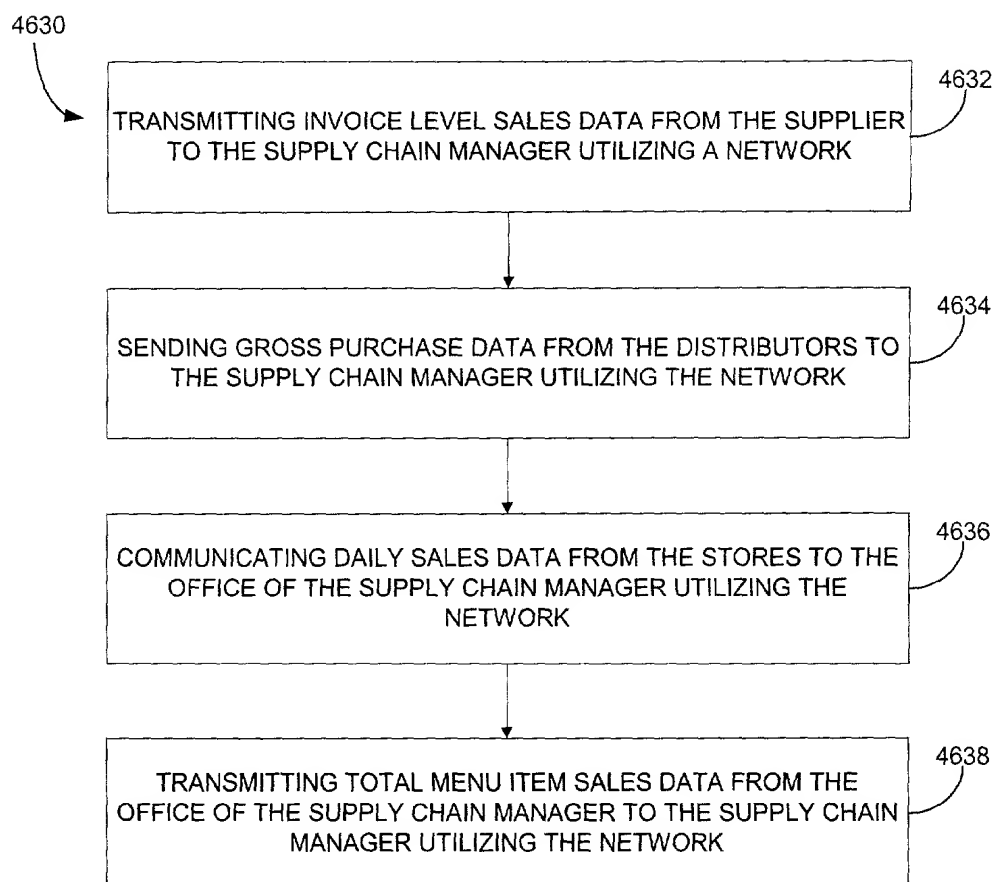 4630
4632
TRANSMITTING INVOICE LEVEL SALES DATA FROM THE SUPPLIER
TO THE SUPPLY CHAIN MANAGER UTILIZING A NETWORK
4634
SENDING GROSS PURCHASE DATA FROM THE DISTRIBUTORS TO
THE SUPPLY CHAIN MANAGER UTILIZING THE NETWORK
4636
COMMUNICATING DAILY SALES DATA FROM THE STORES TO THE
OFFICE OF THE SUPPLY CHAIN MANAGER UTILIZING THE
NETWORK
4638
TRANSMITTING TOTAL MENU ITEM SALES DATA FROM THE
OFFICE OF THE SUPPLY CHAIN MANAGER TO THE SUPPLY CHAIN
MANAGER UTILIZING THE NETWORK